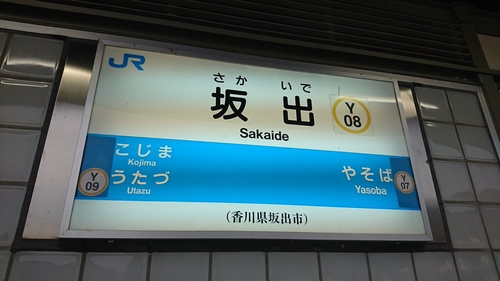 JR
さか いで
坂出
Sakaide
Y
08
こじま
Kojima
うたづ
Utazu
Y
09
やそば
Yasoba
Y
07
(香川県坂出市)